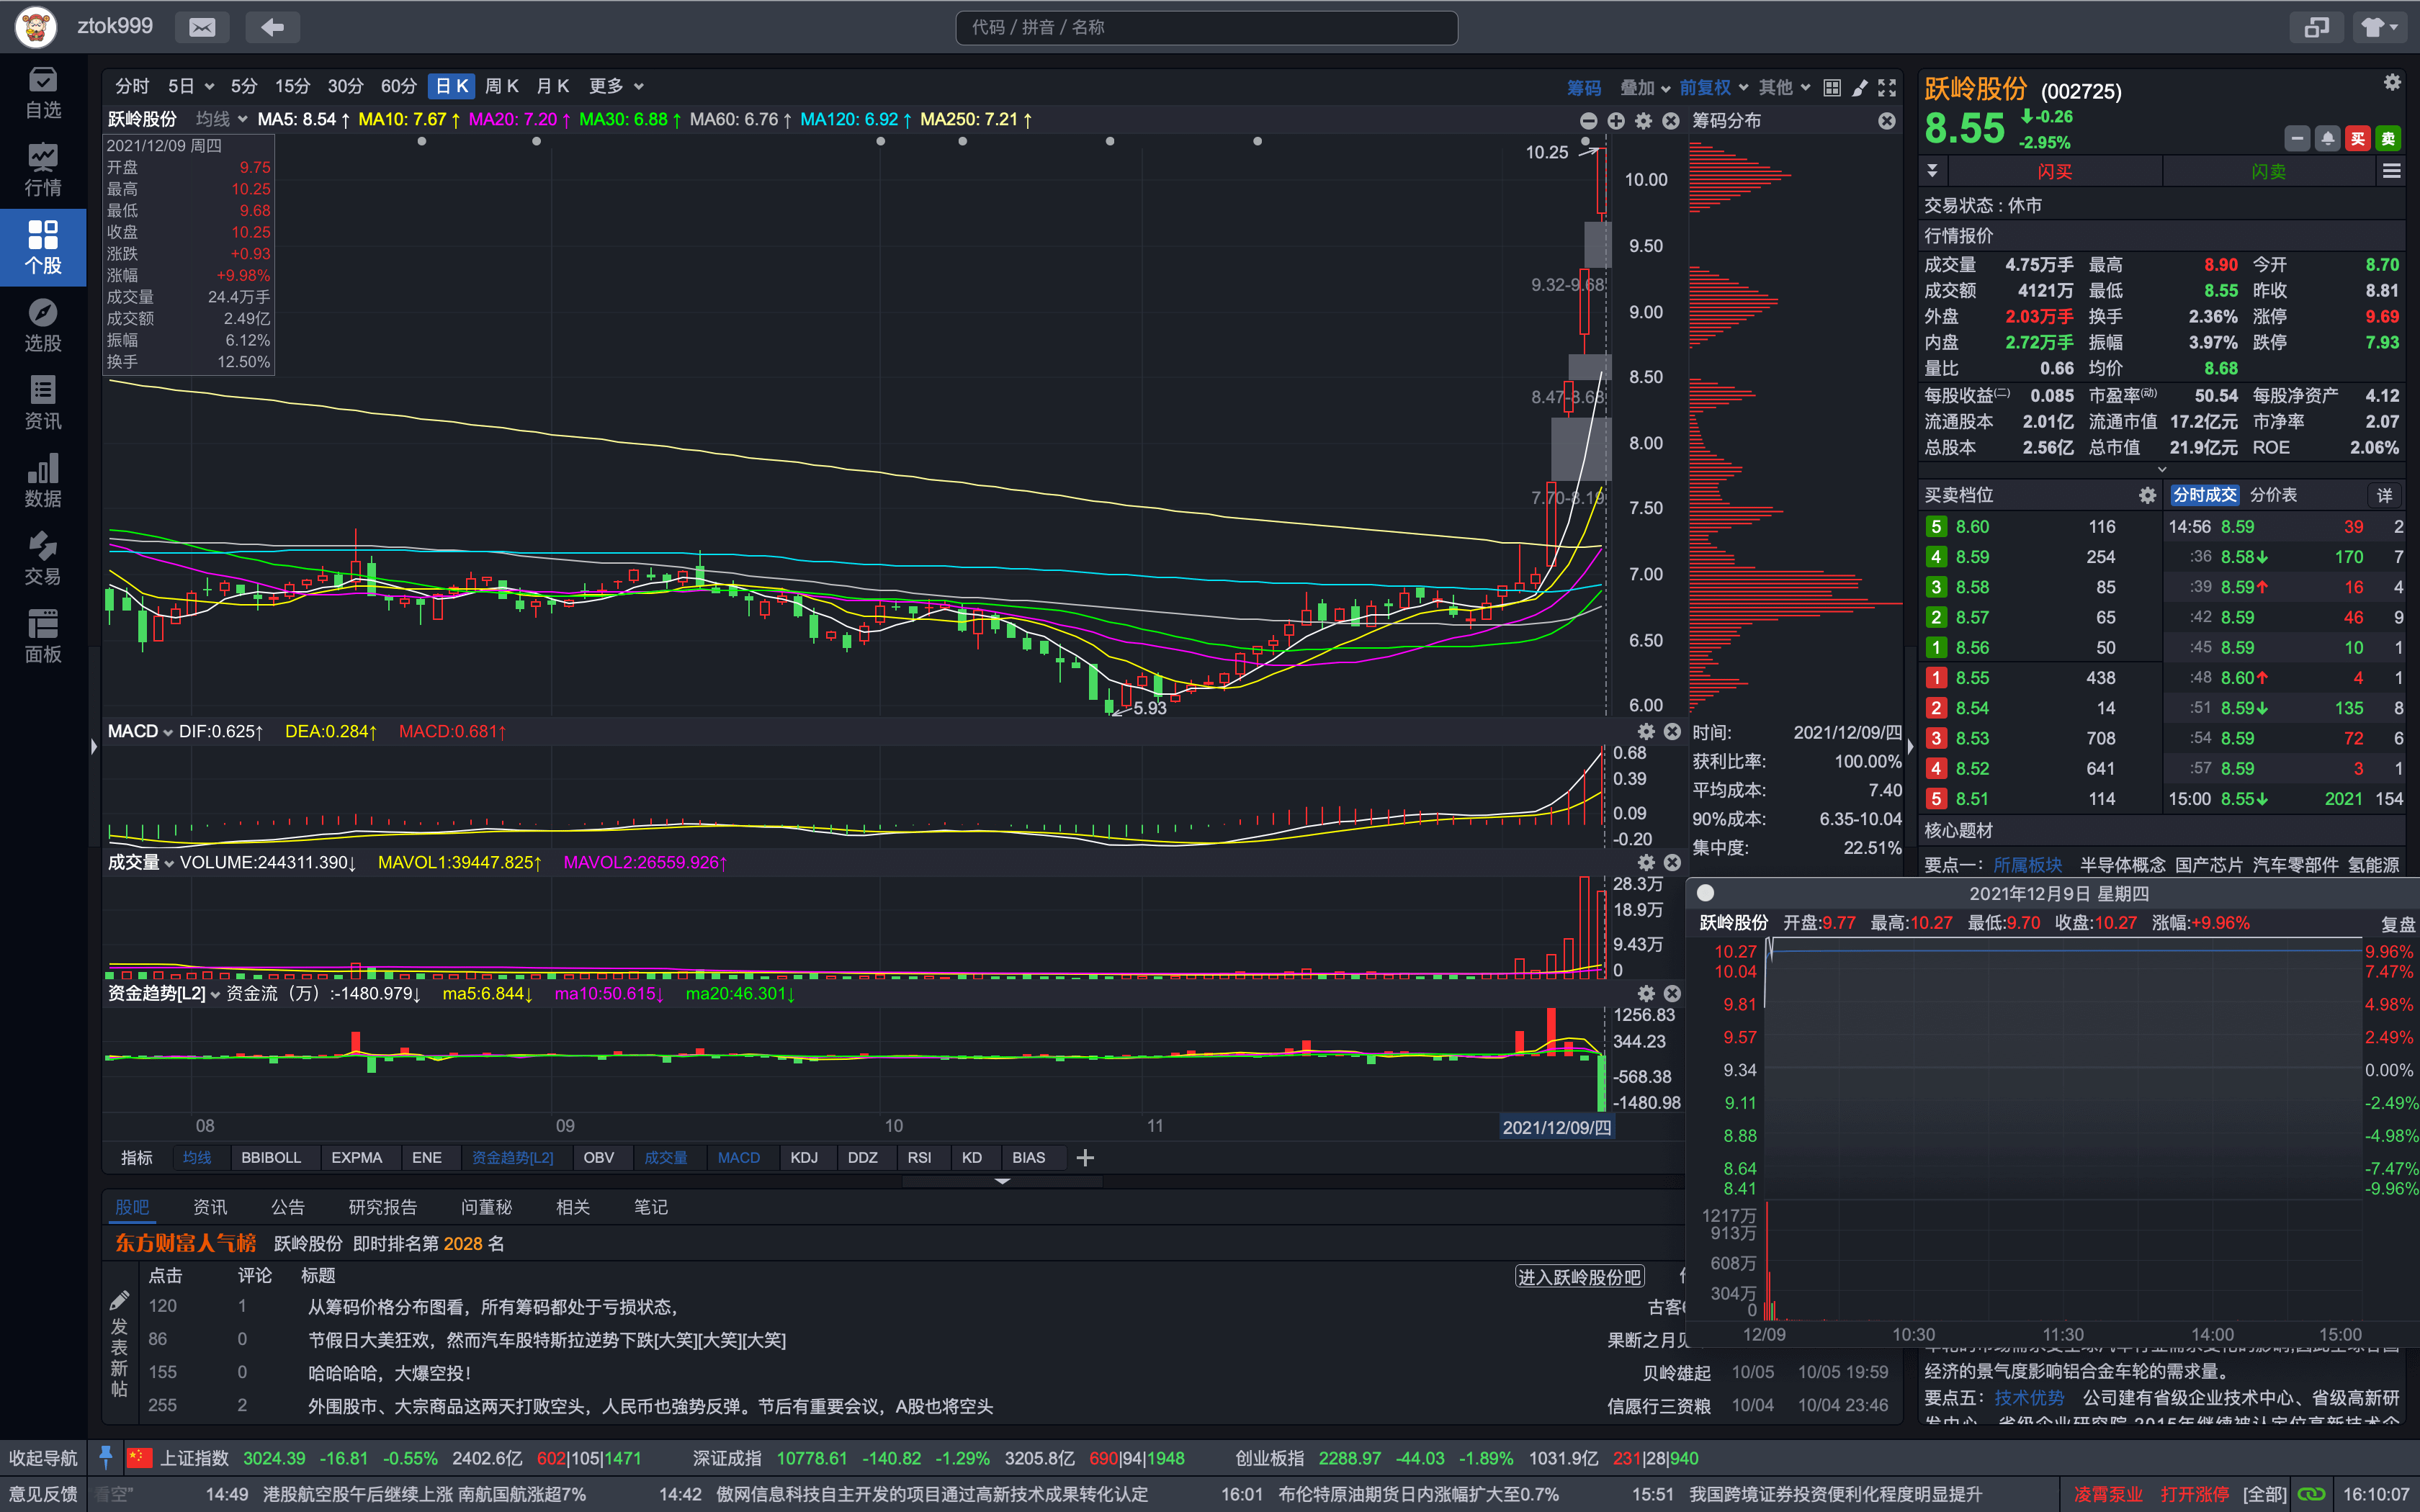 ztok999
代码 / 拼音 / 名称
自选
行情
个股
选股
资讯
数据
交易
面板
分时 5日 5分 15分 30分 60分 日K 周K 月K 更多 筹码 叠加 前复权 其他
跃岭股份 均线 MA5: 8.54↑ MA10: 7.67↑ MA20: 7.20↑ MA30: 6.88↑ MA60: 6.76↑ MA120: 6.92↑ MA250: 7.21↑
2021/12/09 周四
开盘 9.75
最高 10.25
最低 9.68
收盘 10.25
涨跌 +0.93
涨幅 +9.98%
成交量 24.4万手
成交额 2.49亿
振幅 6.12%
换手 12.50%
10.25
9.32-9.68
8.47-8.63
7.70-8.19
5.93
10.00
9.50
9.00
8.50
8.00
7.50
7.00
6.50
6.00
筹码分布
MACD DIF:0.625↑ DEA:0.284↑ MACD:0.681↑
0.68
0.39
0.09
-0.20
时间: 2021/12/09/四
获利比率: 100.00%
平均成本: 7.40
90%成本: 6.35-10.04
集中度: 22.51%
成交量 VOLUME:244311.390↓ MAVOL1:39447.825↑ MAVOL2:26559.926↑
28.3万
18.9万
9.43万
0
资金趋势[L2] 资金流（万）:-1480.979↓ ma5:6.844↓ ma10:50.615↓ ma20:46.301↓
1256.83
344.23
-568.38
-1480.98
08 09 10 11 2021/12/09/四
指标 均线 BBIBOLL EXPMA ENE 资金趋势[L2] OBV 成交量 MACD KDJ DDZ RSI KD BIAS
股吧 资讯 公告 研究报告 问董秘 相关 笔记
东方财富人气榜 跃岭股份 即时排名第 2028 名
点击 评论 标题 进入跃岭股份吧
发表新帖
120 1 从筹码价格分布图看，所有筹码都处于亏损状态，
86 0 节假日大美狂欢，然而汽车股特斯拉逆势下跌[大笑][大笑][大笑] 果断之月
155 0 哈哈哈哈，大爆空投！ 贝岭雄起 10/05 10/05 19:59
255 2 外围股市、大宗商品这两天打败空头，人民币也強势反弹。节后有重要会议，A股也将空头 信愿行三资粮 10/04 10/04 23:46
跃岭股份 (002725)
8.55 -0.26
-2.95%
买 卖
闪买 闪卖
交易状态 : 休市
行情报价
成交量 4.75万手 最高 8.90 今开 8.70
成交额 4121万 最低 8.55 昨收 8.81
外盘 2.03万手 换手 2.36% 涨停 9.69
内盘 2.72万手 振幅 3.97% 跌停 7.93
量比 0.66 均价 8.68
每股收益(二) 0.085 市盈率(动) 50.54 每股净资产 4.12
流通股本 2.01亿 流通市值 17.2亿元 市净率 2.07
总股本 2.56亿 总市值 21.9亿元 ROE 2.06%
买卖档位 分时成交 分价表 详
5 8.60 116 14:56 8.59 39 2
4 8.59 254 :36 8.58↓ 170 7
3 8.58 85 :39 8.59↑ 16 4
2 8.57 65 :42 8.59 46 9
1 8.56 50 :45 8.59 10 1
1 8.55 438 :48 8.60↑ 4 1
2 8.54 14 :51 8.59↓ 135 8
3 8.53 708 :54 8.59 72 6
4 8.52 641 :57 8.59 3 1
5 8.51 114 15:00 8.55↓ 2021 154
核心题材
要点一: 所属板块 半导体概念 国产芯片 汽车零部件 氢能源
2021年12月9日 星期四
跃岭股份 开盘:9.77 最高:10.27 最低:9.70 收盘:10.27 涨幅:+9.96% 复盘
10.27 9.96%
10.04 7.47%
9.81 4.98%
9.57 2.49%
9.34 0.00%
9.11 -2.49%
8.88 -4.98%
8.64 -7.47%
8.41 -9.96%
1217万
913万
608万
304万
0
12/09 10:30 11:30 14:00 15:00
经济的景气度影响铝合金车轮的需求量。
要点五: 技术优势 公司建有省级企业技术中心、省级高新研
收起导航 上证指数 3024.39 -16.81 -0.55% 2402.6亿 602|105|1471 深证成指 10778.61 -140.82 -1.29% 3205.8亿 690|94|1948 创业板指 2288.97 -44.03 -1.89% 1031.9亿 231|28|940
意见反馈 看空" 14:49 港股航空股午后继续上涨 南航国航涨超7% 14:42 傲网信息科技自主开发的项目通过高新技术成果转化认定 16:01 布伦特原油期货日内涨幅扩大至0.7% 15:51 我国跨境证券投资便利化程度明显提升 凌霄泵业 打开涨停 [全部] 16:10:07